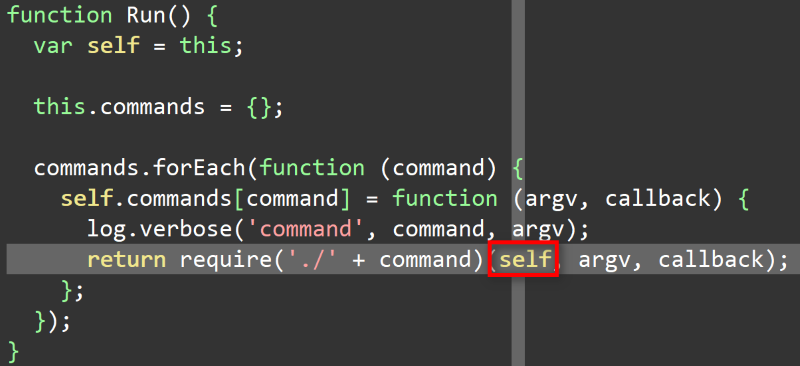 function Run() {
  var self = this;

  this.commands = {};

  commands.forEach(function (command) {
    self.commands[command] = function (argv, callback) {
      log.verbose('command', command, argv);
      return require('./' + command)(self, argv, callback);
    };
  });
}